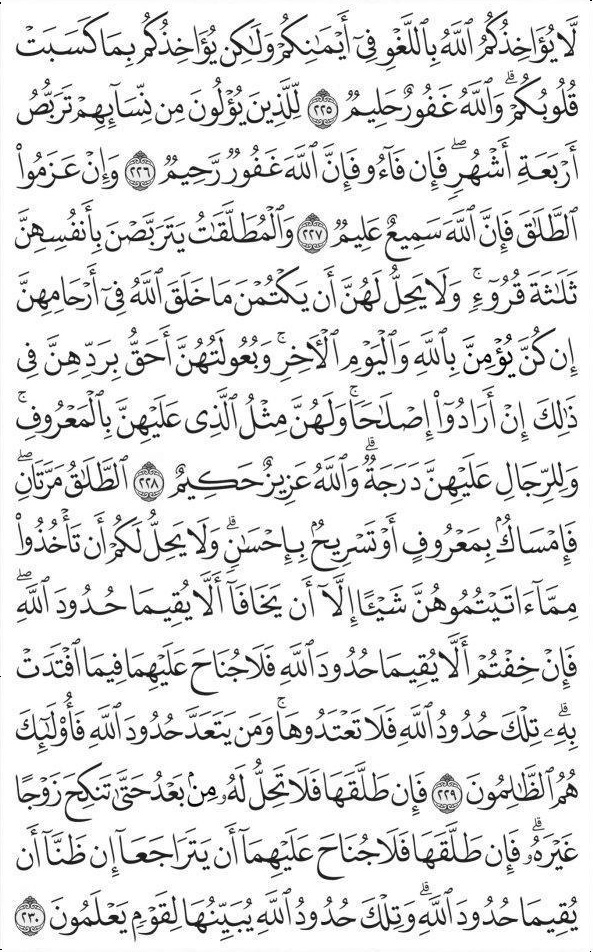 لَّا يُؤَاخِذُكُمُ ٱللَّهُ بِٱللَّغْوِ فِىٓ أَيْمَـٰنِكُمْ وَلَـٰكِن يُؤَاخِذُكُم بِمَا كَسَبَتْ
قُلُوبُكُمْ ۗ وَٱللَّهُ غَفُورٌ حَلِيمٌ ٢٢٥ لِّلَّذِينَ يُؤْلُونَ مِن نِّسَآئِهِمْ تَرَبُّصُ
أَرْبَعَةِ أَشْهُرٍ ۖ فَإِن فَآءُو فَإِنَّ ٱللَّهَ غَفُورٌ رَّحِيمٌ ٢٢٦ وَإِنْ عَزَمُوا۟
ٱلطَّلَـٰقَ فَإِنَّ ٱللَّهَ سَمِيعٌ عَلِيمٌ ٢٢٧ وَٱلْمُطَلَّقَـٰتُ يَتَرَبَّصْنَ بِأَنفُسِهِنَّ
ثَلَـٰثَةَ قُرُوٓءٍ ۚ وَلَا يَحِلُّ لَهُنَّ أَن يَكْتُمْنَ مَا خَلَقَ ٱللَّهُ فِىٓ أَرْحَامِهِنَّ
إِن كُنَّ يُؤْمِنَّ بِٱللَّهِ وَٱلْيَوْمِ ٱلْـَٔاخِرِ ۚ وَبُعُولَتُهُنَّ أَحَقُّ بِرَدِّهِنَّ فِى
ذَٰلِكَ إِنْ أَرَادُوٓا۟ إِصْلَـٰحًا ۚ وَلَهُنَّ مِثْلُ ٱلَّذِى عَلَيْهِنَّ بِٱلْمَعْرُوفِ ۚ
وَلِلرِّجَالِ عَلَيْهِنَّ دَرَجَةٌ ۗ وَٱللَّهُ عَزِيزٌ حَكِيمٌ ٢٢٨ ٱلطَّلَـٰقُ مَرَّتَانِ ۖ
فَإِمْسَاكٌۢ بِمَعْرُوفٍ أَوْ تَسْرِيحٌۢ بِإِحْسَـٰنٍ ۗ وَلَا يَحِلُّ لَكُمْ أَن تَأْخُذُوا۟
مِمَّآ ءَاتَيْتُمُوهُنَّ شَيْـًٔا إِلَّآ أَن يَخَافَآ أَلَّا يُقِيمَا حُدُودَ ٱللَّهِ ۖ
فَإِنْ خِفْتُمْ أَلَّا يُقِيمَا حُدُودَ ٱللَّهِ فَلَا جُنَاحَ عَلَيْهِمَا فِيمَا ٱفْتَدَتْ
بِهِۦ ۗ تِلْكَ حُدُودُ ٱللَّهِ فَلَا تَعْتَدُوهَا ۚ وَمَن يَتَعَدَّ حُدُودَ ٱللَّهِ فَأُو۟لَـٰٓئِكَ
هُمُ ٱلظَّـٰلِمُونَ ٢٢٩ فَإِن طَلَّقَهَا فَلَا تَحِلُّ لَهُۥ مِنۢ بَعْدُ حَتَّىٰ تَنكِحَ زَوْجًا
غَيْرَهُۥ ۗ فَإِن طَلَّقَهَا فَلَا جُنَاحَ عَلَيْهِمَآ أَن يَتَرَاجَعَآ إِن ظَنَّآ أَن
يُقِيمَا حُدُودَ ٱللَّهِ ۗ وَتِلْكَ حُدُودُ ٱللَّهِ يُبَيِّنُهَا لِقَوْمٍ يَعْلَمُونَ ٢٣٠